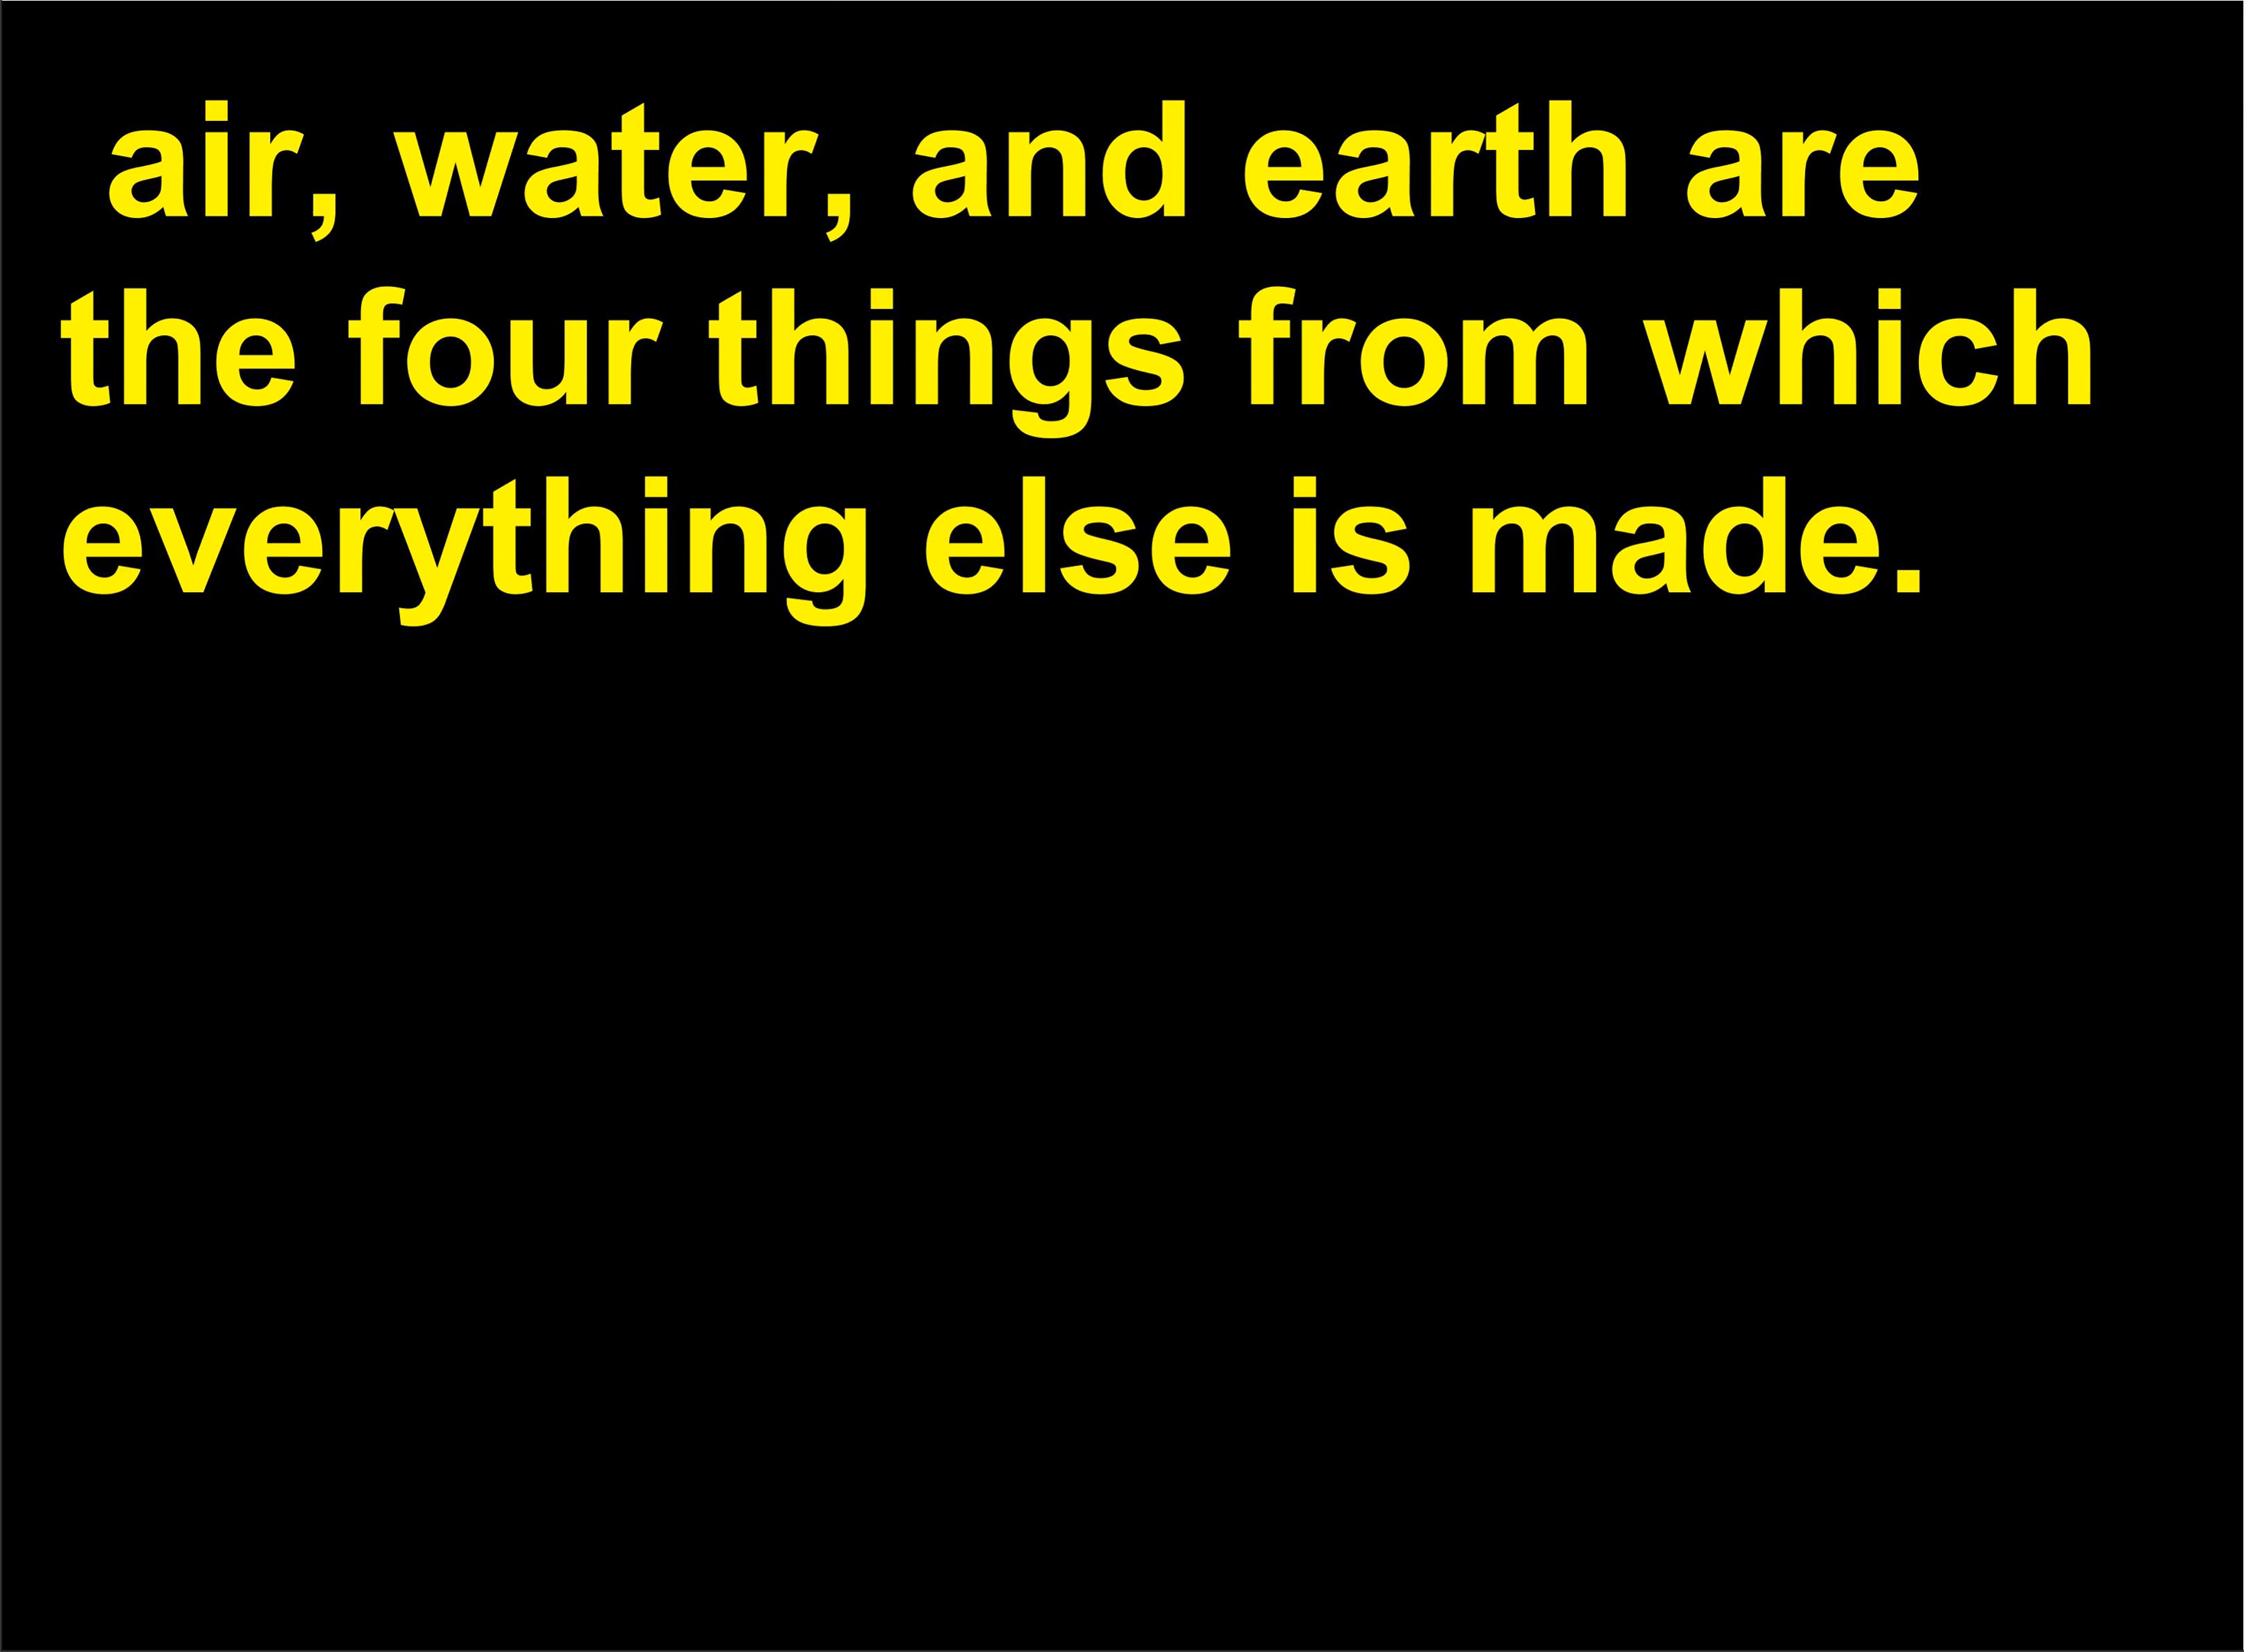 air, water, and earth are
the four things from which
everything else is made.